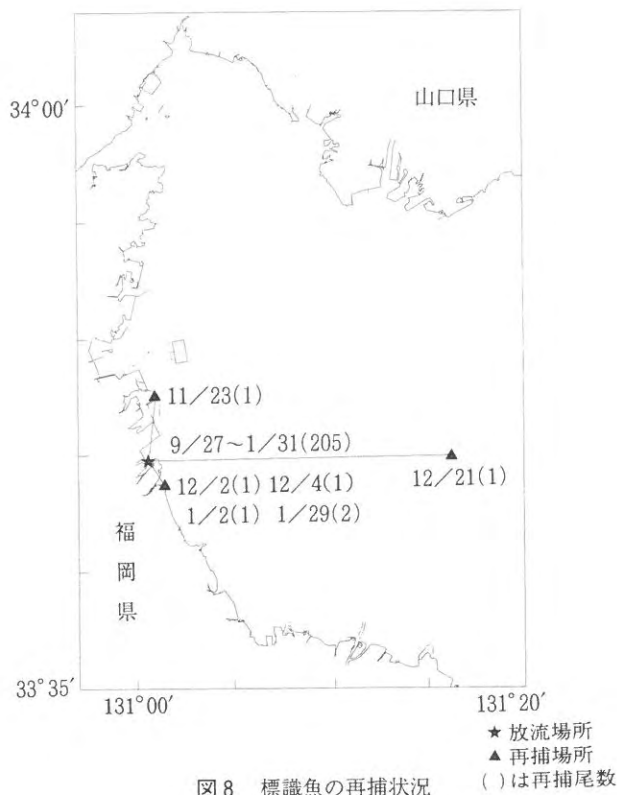 山口県
34°00′
11／23(1)
9／27～1／31(205)
12／2(1) 12／4(1)
12／21(1)
1／2(1) 1／29(2)
福岡県
33°35′
131°00′
131°20′
★ 放流場所
▲ 再捕場所
( )は再捕尾数
図8 標識魚の再捕状況